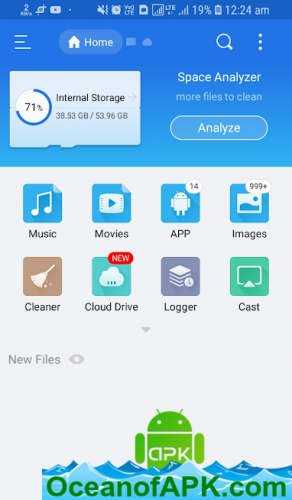 2
KB/s
VoD
LTE
LTE
19%
12:24 am
Home
71%
Internal Storage
38.53 GB / 53.96 GB
Space Analyzer
more files to clean
Analyze
14
999+
Music
Movies
APP
Images
NEW
Cleaner
Cloud Drive
Logger
Cast
New Files
APK
OceanofAPK.com